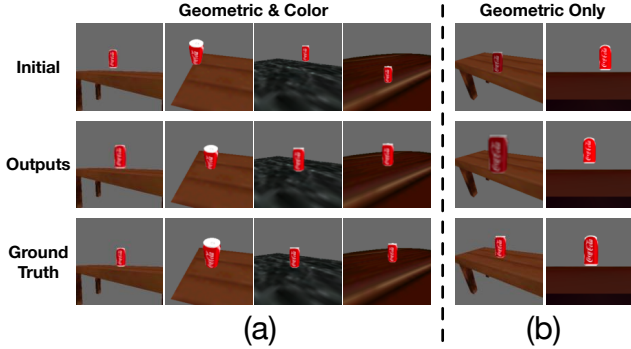 Geometric & Color
Geometric Only
Initial
Outputs
Ground
Truth
(a)
(b)